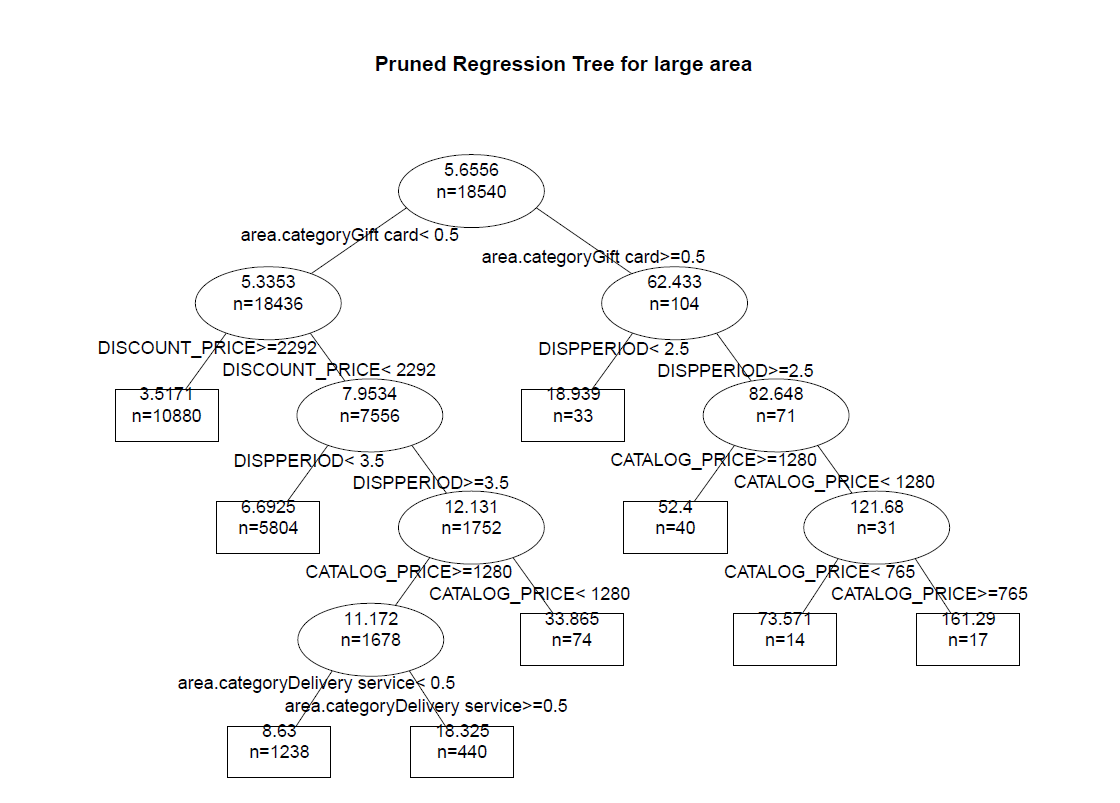 Pruned Regression Tree for large area
5.6556
n=18540
area.categoryGift card< 0.5
area.categoryGift card>=0.5
5.3353
n=18436
62.433
n=104
DISCOUNT_PRICE>=2292
DISCOUNT_PRICE< 2292
DISPPERIOD< 2.5
DISPPERIOD>=2.5
3.5171
n=10880
7.9534
n=7556
18.939
n=33
82.648
n=71
DISPPERIOD< 3.5
DISPPERIOD>=3.5
CATALOG_PRICE>=1280
CATALOG_PRICE< 1280
6.6925
n=5804
12.131
n=1752
52.4
n=40
121.68
n=31
CATALOG_PRICE>=1280
CATALOG_PRICE< 1280
CATALOG_PRICE< 765
CATALOG_PRICE>=765
11.172
n=1678
33.865
n=74
73.571
n=14
161.29
n=17
area.categoryDelivery service< 0.5
area.categoryDelivery service>=0.5
8.63
n=1238
18.325
n=440